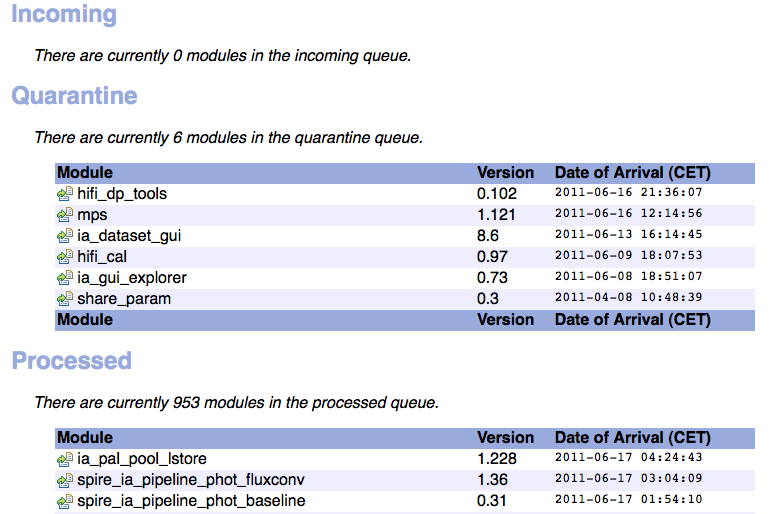 Incoming
There are currently 0 modules in the incoming queue.
Quarantine
There are currently 6 modules in the quarantine queue.
Module Version Date of Arrival (CET)
hifi_dp_tools 0.102 2011-06-16 21:36:07
mps 1.121 2011-06-16 12:14:56
ia_dataset_gui 8.6 2011-06-13 16:14:45
hifi_cal 0.97 2011-06-09 18:07:53
ia_gui_explorer 0.73 2011-06-08 18:51:07
share_param 0.3 2011-04-08 10:48:39
Module Version Date of Arrival (CET)
Processed
There are currently 953 modules in the processed queue.
Module Version Date of Arrival (CET)
ia_pal_pool_lstore 1.228 2011-06-17 04:24:43
spire_ia_pipeline_phot_fluxconv 1.36 2011-06-17 03:04:09
spire_ia_pipeline_phot_baseline 0.31 2011-06-17 01:54:10